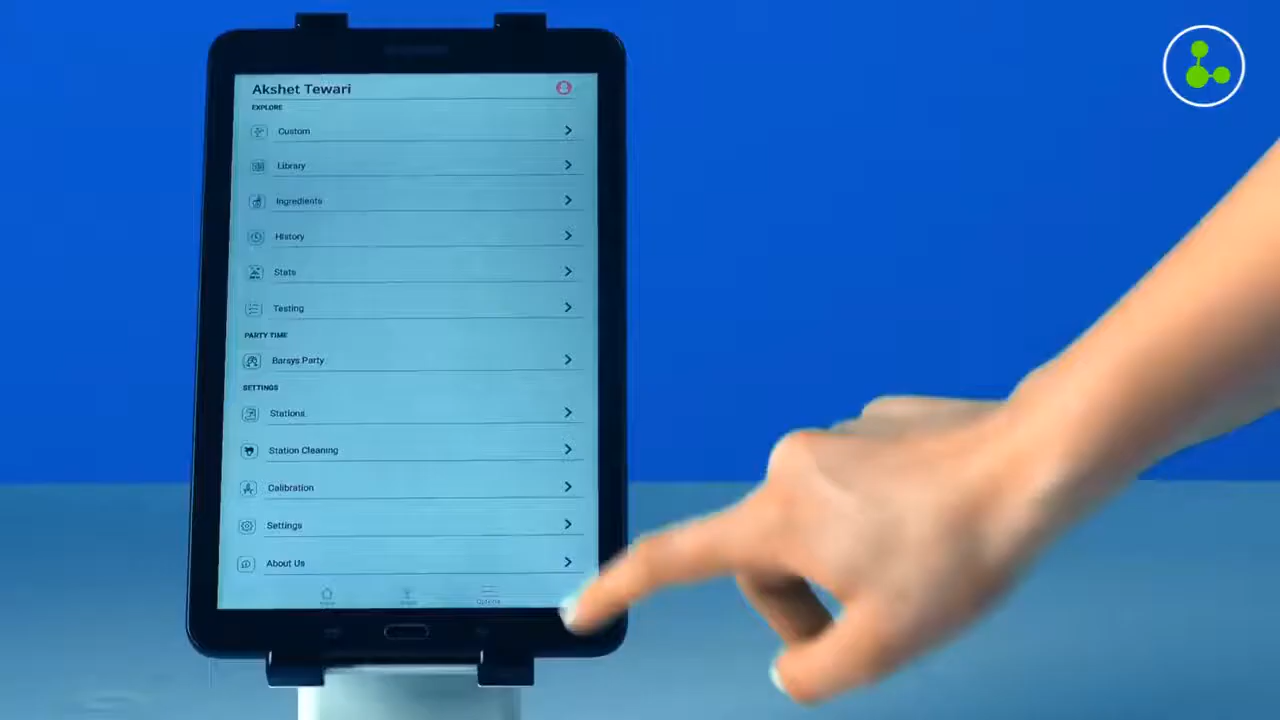 Akshet Tewari
EXPLORE
Custom
Library
Ingredients
History
Stats
Testing
PARTY TIME
Barsys Party
SETTINGS
Stations
Station Cleaning
Calibration
Settings
About Us
Options